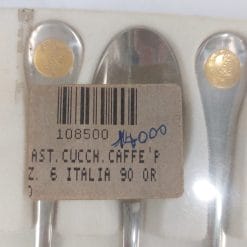 108500 14000
AST.CUCCH.CAFFE'P
Z. 6 ITALIA 90 OR
O